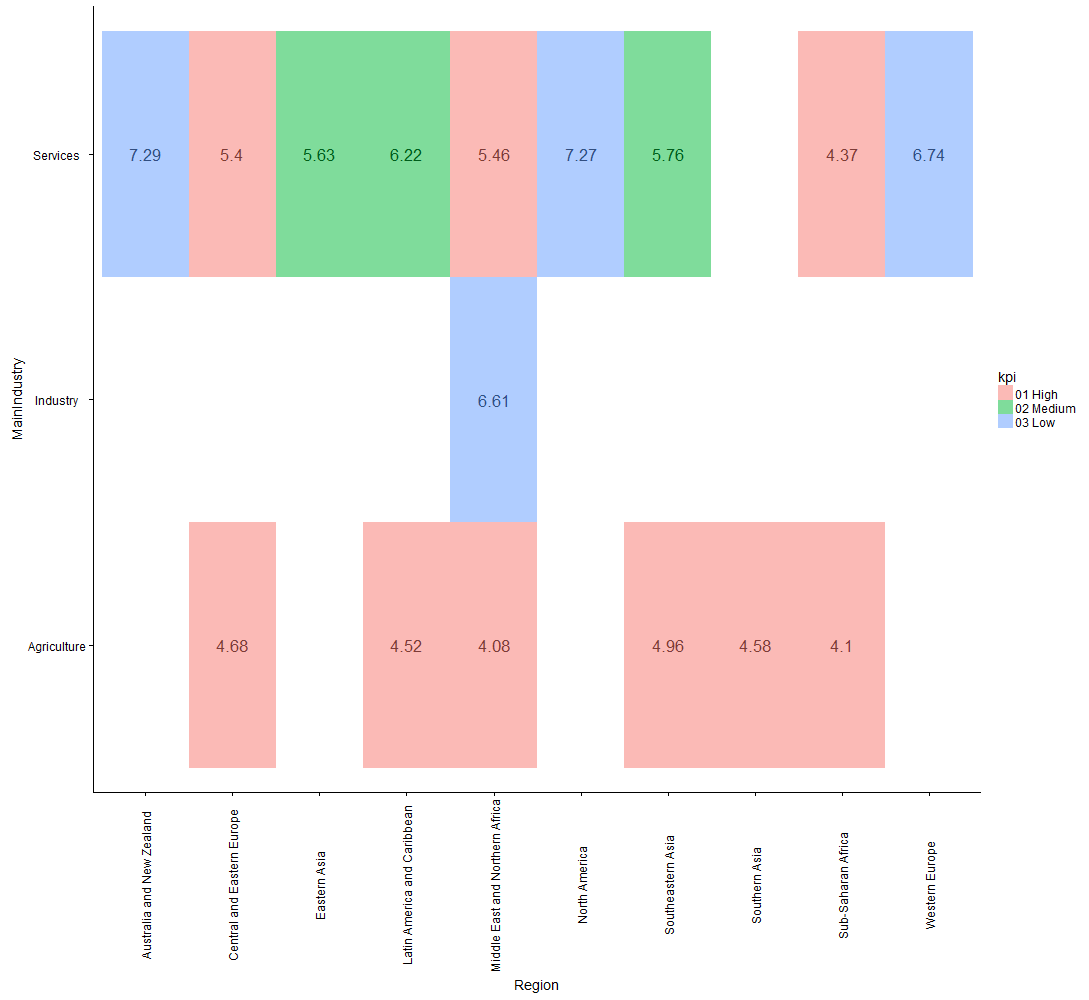 Services
7.29
5.4
5.63
6.22
5.46
7.27
5.76
4.37
6.74
MainIndustry
Industry
6.61
kpi
01 High
02 Medium
03 Low
Agriculture
4.68
4.52
4.08
4.96
4.58
4.1
Australia and New Zealand
Central and Eastern Europe
Eastern Asia
Latin America and Caribbean
Middle East and Northern Africa
North America
Southeastern Asia
Southern Asia
Sub-Saharan Africa
Western Europe
Region